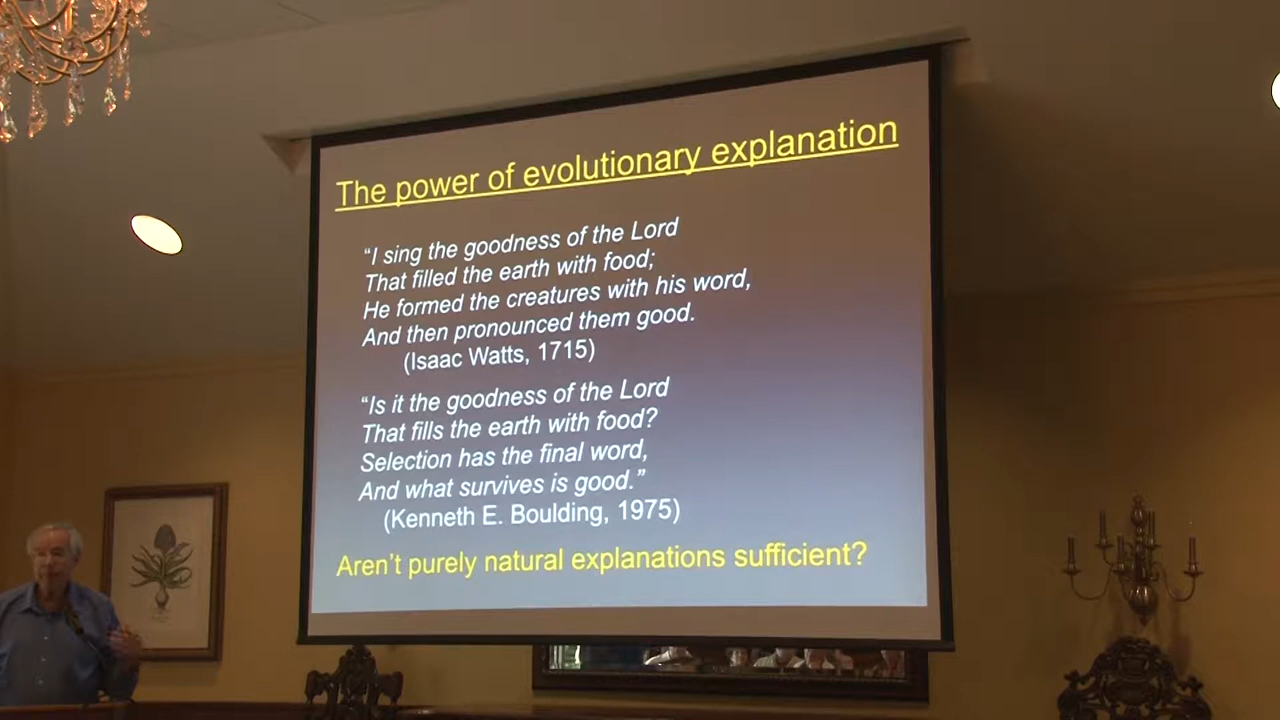 The power of evolutionary explanation
“I sing the goodness of the Lord
That filled the earth with food;
He formed the creatures with his word,
And then pronounced them good.
(Isaac Watts, 1715)
“Is it the goodness of the Lord
That fills the earth with food?
Selection has the final word,
And what survives is good.”
(Kenneth E. Boulding, 1975)
Aren’t purely natural explanations sufficient?